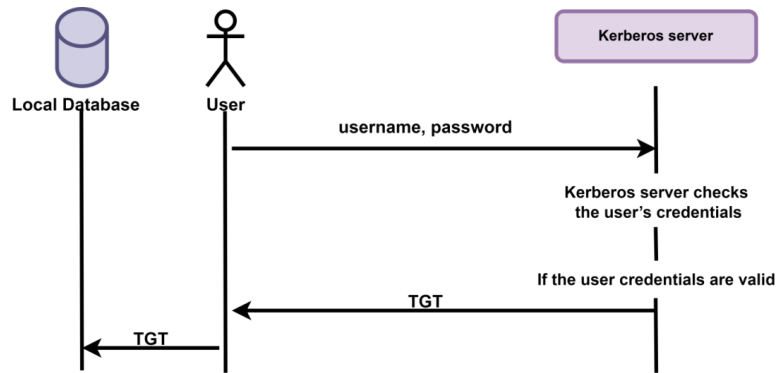 Kerberos server
Local Database
User
username, password
Kerberos server checks
the user's credentials
If the user credentials are valid
TGT
TGT